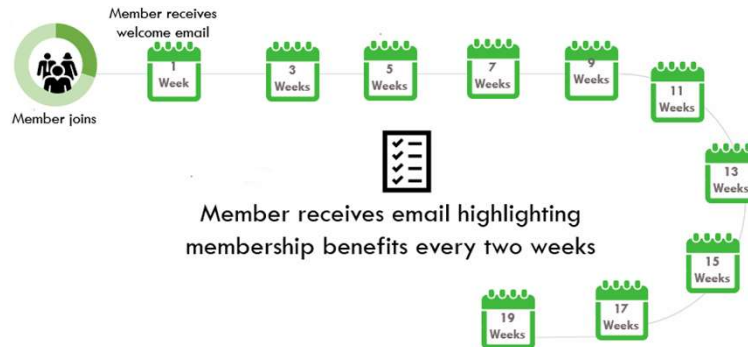 Member receives
welcome email
Member joins
1
Week
3
Weeks
5
Weeks
7
Weeks
9
Weeks
11
Weeks
13
Weeks
15
Weeks
17
Weeks
19
Weeks
Member receives email highlighting
membership benefits every two weeks